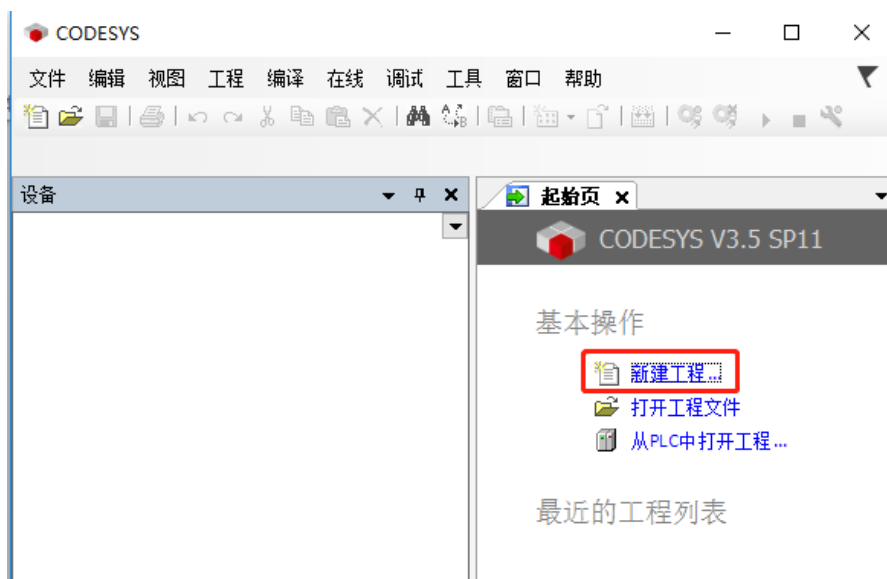 CODESYS
文件 编辑 视图 工程 编译 在线 调试 工具 窗口 帮助
设备
起始页
CODESYS V3.5 SP11
基本操作
新建工程...
打开工程文件
从PLC中打开工程...
最近的工程列表